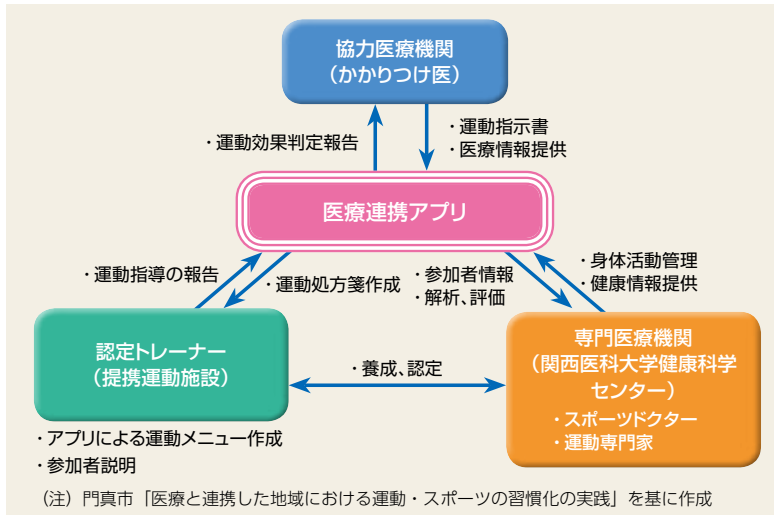 協力医療機関
(かかりつけ医)
・運動効果判定報告
・運動指示書
・医療情報提供
医療連携アプリ
・運動指導の報告
・運動処方箋作成
・参加者情報
・解析、評価
・身体活動管理
・健康情報提供
認定トレーナー
(提携運動施設)
・養成、認定
専門医療機関
(関西医科大学健康科学
センター)
・スポーツドクター
・運動専門家
・アプリによる運動メニュー作成
・参加者説明
(注)門真市「医療と連携した地域における運動・スポーツの習慣化の実践」を基に作成